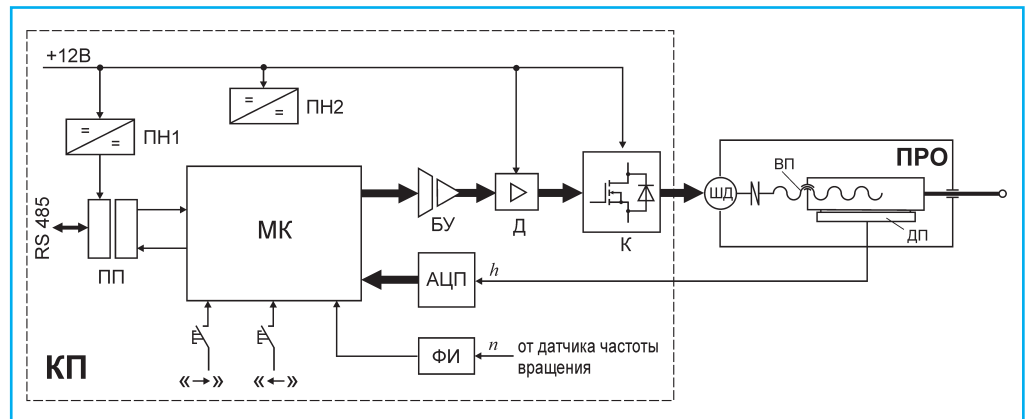 +12В
ПН1
ПН2
RS 485
ПП
МК
БУ
Д
К
ШД
ВП
ПРО
ДП
АЦП
h
ФИ
n
от датчика частоты
вращения
КП
«→»
«←»